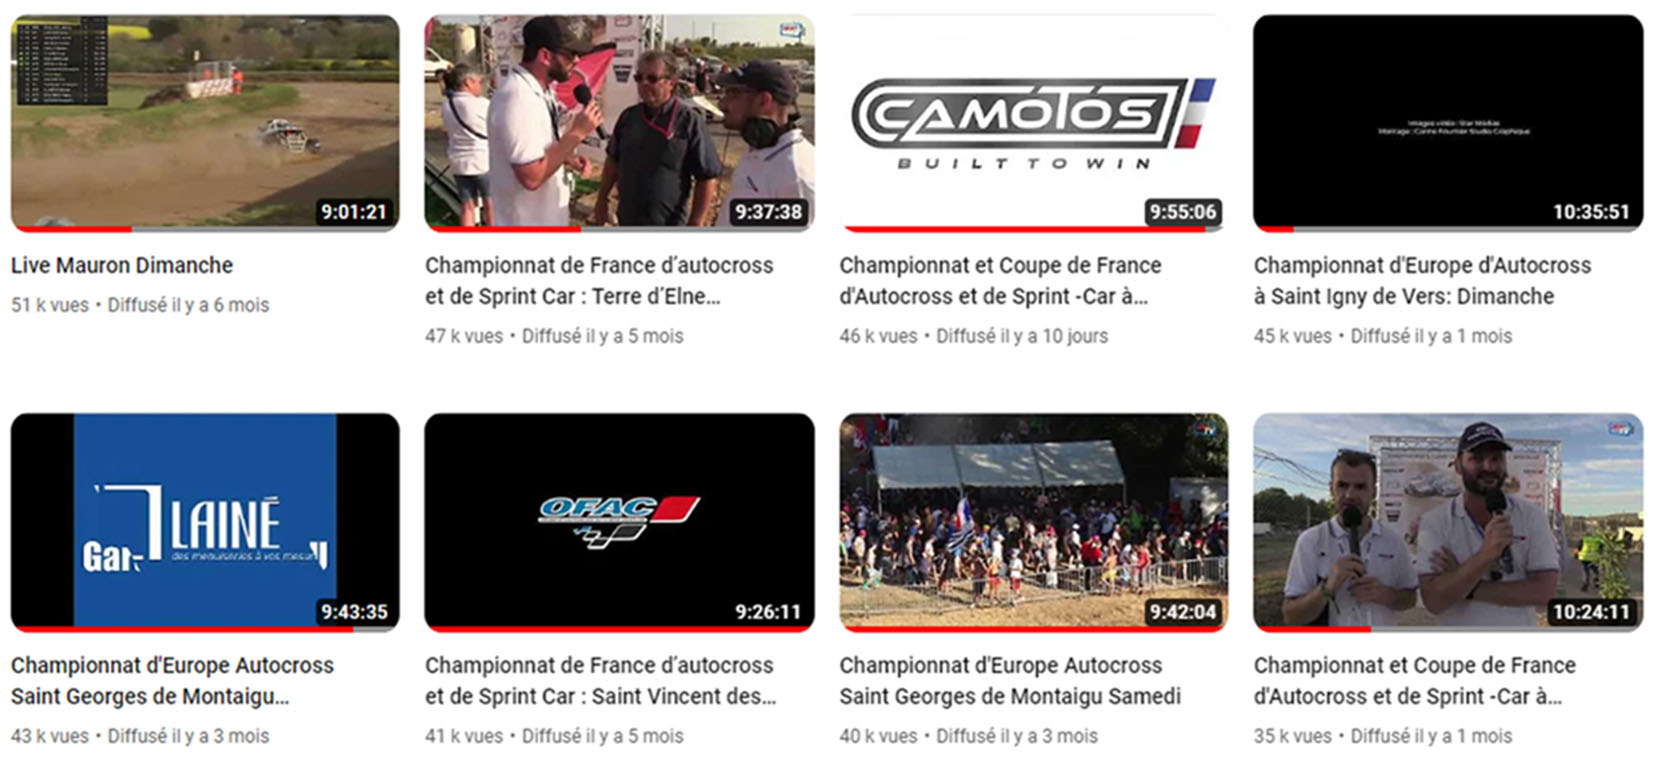 9:01:21
9:37:38
CAMOTOS
BUILT TO WIN
9:55:06
Images vidéo : Star Médias
10:35:51
Live Mauron Dimanche
51 k vues • Diffusé il y a 6 mois
Championnat de France d'autocross
et de Sprint Car : Terre d'Elne...
47 k vues • Diffusé il y a 5 mois
Championnat et Coupe de France
d'Autocross et de Sprint -Car à...
46 k vues • Diffusé il y a 10 jours
Championnat d'Europe d'Autocross
à Saint Igny de Vers: Dimanche
45 k vues • Diffusé il y a 1 mois
LAINÉ
des menuiseries à vos mesur
Gar
9:43:35
OFAC
9:26:11
9:42:04
10:24:11
Championnat d'Europe Autocross
Saint Georges de Montaigu...
43 k vues • Diffusé il y a 3 mois
Championnat de France d'autocross
et de Sprint Car : Saint Vincent des...
41 k vues • Diffusé il y a 5 mois
Championnat d'Europe Autocross
Saint Georges de Montaigu Samedi
40 k vues • Diffusé il y a 3 mois
Championnat et Coupe de France
d'Autocross et de Sprint -Car à...
35 k vues • Diffusé il y a 1 mois